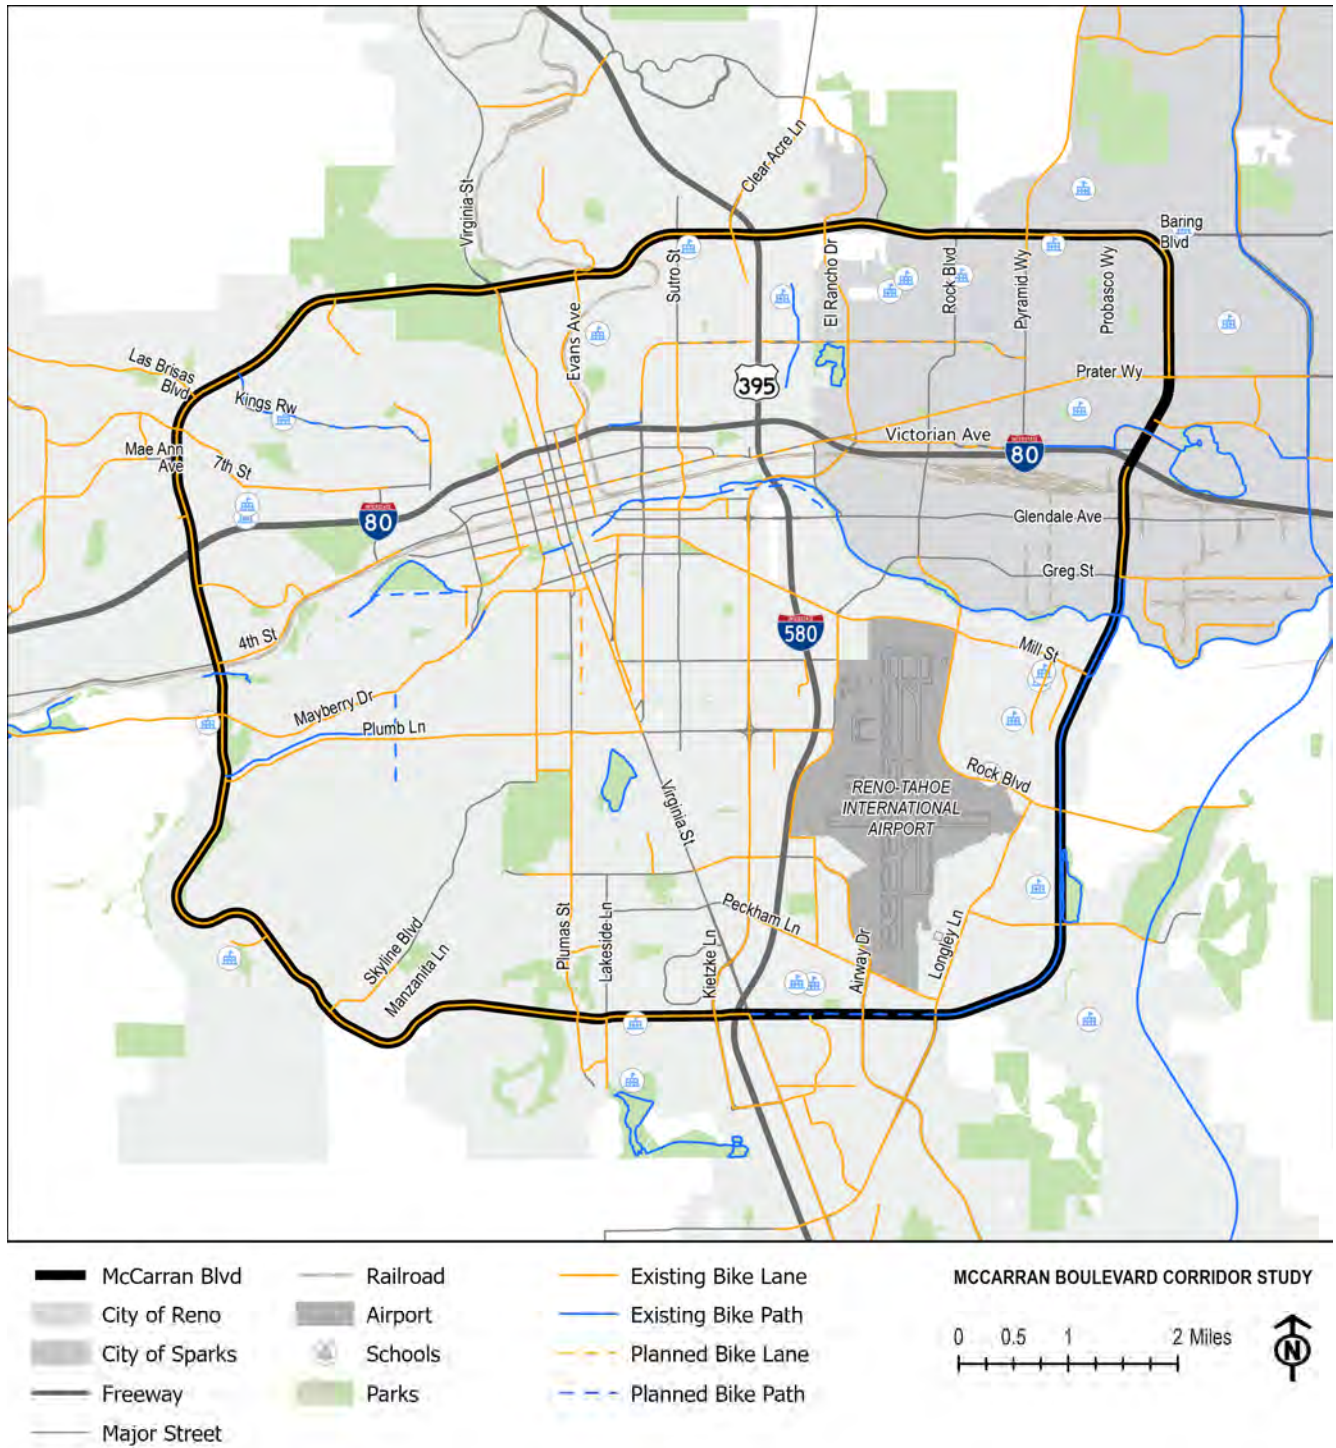 Clear Acre Ln
Virginia St
Baring
Blvd
Sutro St
El Rancho Dr
Rock Blvd
Pyramid Wy
Probasco Wy
Evans Ave
Las Brisas
Blvd
Kings Rw
395
Prater Wy
Mae Ann
Ave
7th St
Victorian Ave
INTERSTATE
80
INTERSTATE
80
Glendale Ave
Greg St
INTERSTATE
580
4th St
Mill St
Mayberry Dr
Plumb Ln
Rock Blvd
RENO-TAHOE
INTERNATIONAL
AIRPORT
Virginia St
Peckham Ln
Skyline Blvd
Manzanita Ln
Plumas St
Lakeside Ln
Kietzke Ln
Airway Dr
Longley Ln
McCarran Blvd
City of Reno
City of Sparks
Freeway
Major Street
Railroad
Airport
Schools
Parks
Existing Bike Lane
Existing Bike Path
Planned Bike Lane
Planned Bike Path
MCCARRAN BOULEVARD CORRIDOR STUDY
0 0.5 1 2 Miles
N